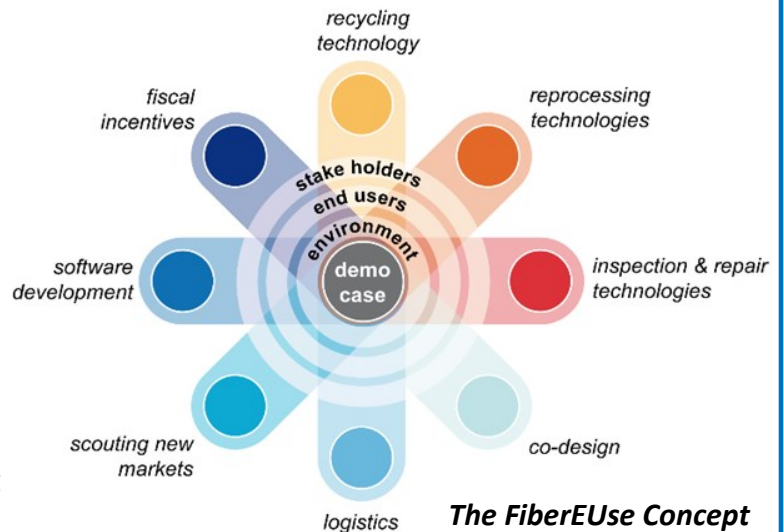 recycling
technology
fiscal
incentives
reprocessing
technologies
stake holders
end users
environment
demo
case
software
development
inspection & repair
technologies
scouting new
markets
co-design
logistics
The FiberEUse Concept